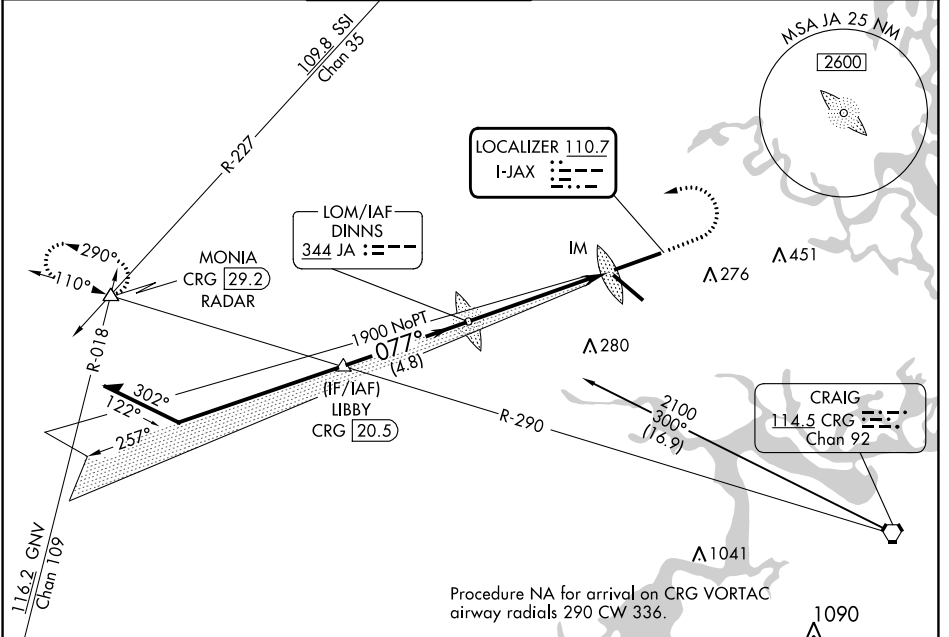 109.8 SSI
Chan 35
MSA JA 25 NM
2600
R-227
LOCALIZER 110.7
I-JAX
LOM/IAF
DINNS
344 JA
290°
110°
MONIA
CRG 29.2
RADAR
IM
451
276
R-018
1900 NoPT
077°
(4.8)
280
302°
122°
257°
(IF/IAF)
LIBBY
CRG 20.5
R-290
2100
300°
(16.9)
CRAIG
114.5 CRG
Chan 92
116.2 GNV
Chan 109
1041
Procedure NA for arrival on CRG VORTAC
airway radials 290 CW 336.
1090